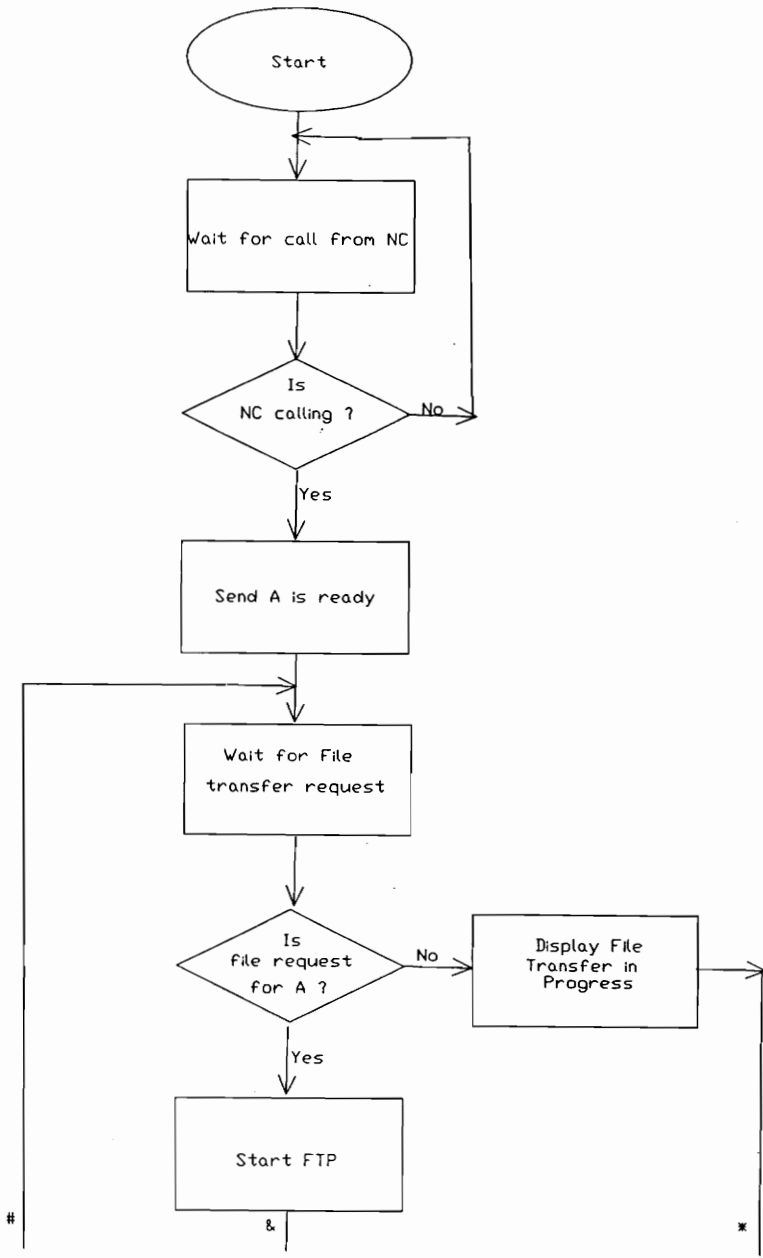 Start
Wait for call from NC
Is
NC calling ?
No
Yes
Send A is ready
Wait for File
transfer request
Is
file request
for A ?
No
Display File
Transfer in
Progress
Yes
Start FTP
#
&
*